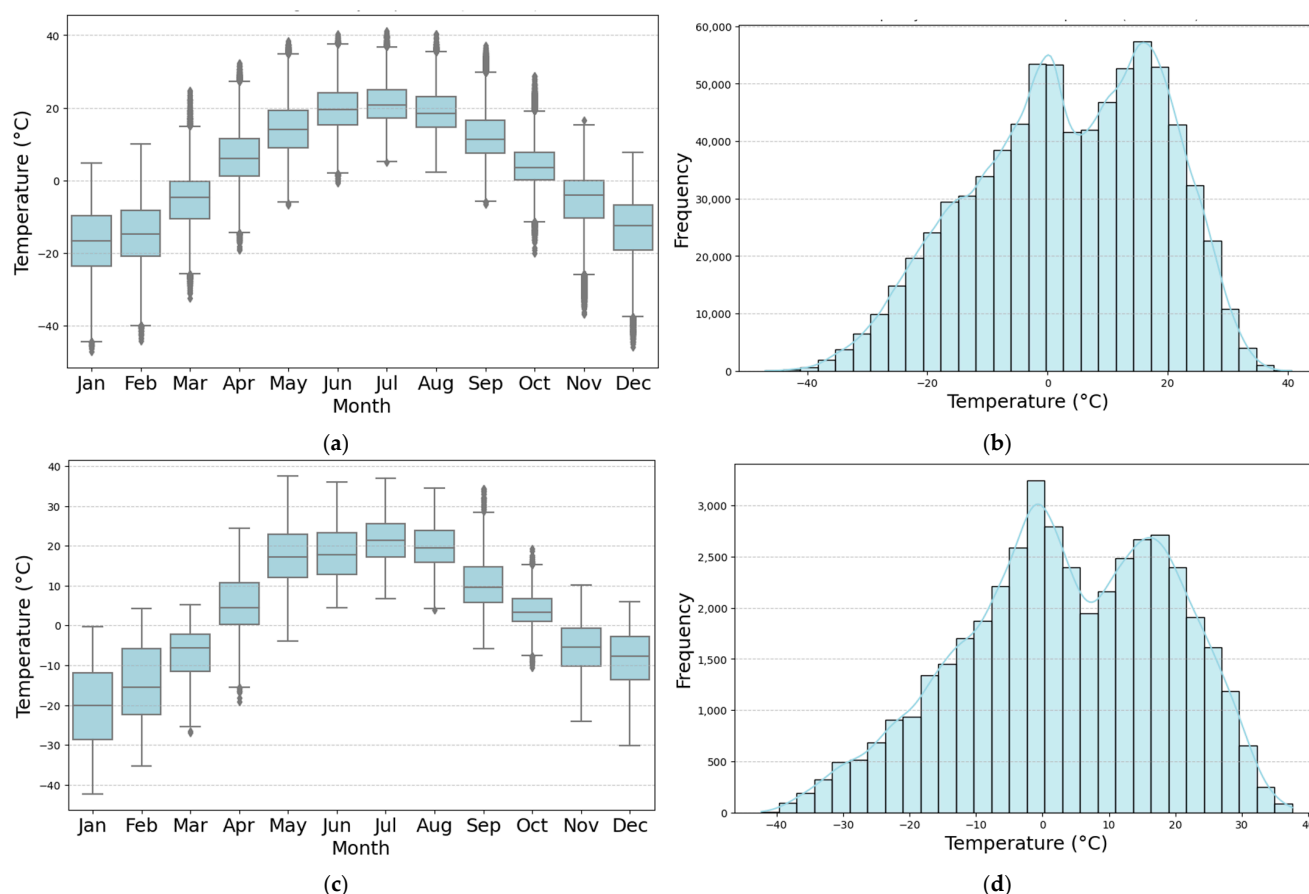 40
20
0
−20
−40
Temperature (°C)
Jan Feb Mar Apr May Jun Jul Aug Sep Oct Nov Dec
Month
(a)
60,000
50,000
40,000
30,000
20,000
10,000
0
Frequency
−40 −20 0 20 40
Temperature (°C)
(b)
40
30
20
10
0
−10
−20
−30
−40
Temperature (°C)
Jan Feb Mar Apr May Jun Jul Aug Sep Oct Nov Dec
Month
(c)
3,000
2,500
2,000
1,500
1,000
500
0
Frequency
−40 −30 −20 −10 0 10 20 30
Temperature (°C)
(d)